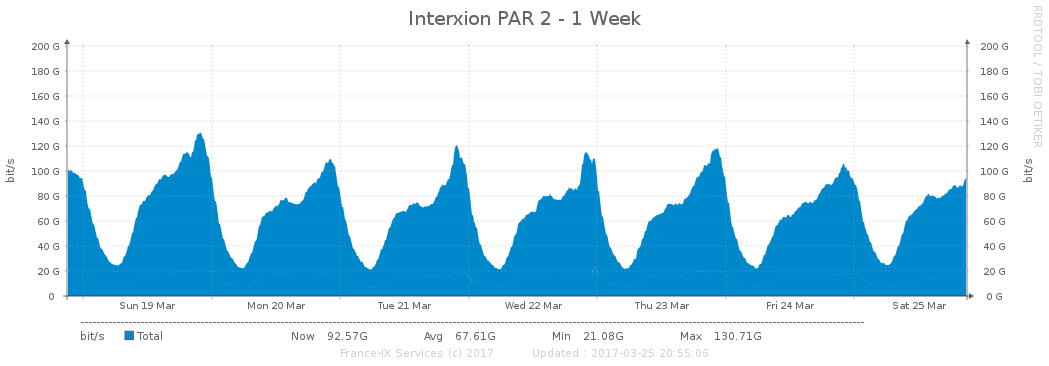 Interxion PAR 2 - 1 Week
RRDTOOL / TOBI OETIKER
bit/s
bit/s
200 G 200 G
180 G 180 G
160 G 160 G
140 G 140 G
120 G 120 G
100 G 100 G
80 G 80 G
60 G 60 G
40 G 40 G
20 G 20 G
0 0 G
Sun 19 Mar Mon 20 Mar Tue 21 Mar Wed 22 Mar Thu 23 Mar Fri 24 Mar Sat 25 Mar
bit/s Total Now 92.57G Avg 67.61G Min 21.08G Max 130.71G
France-IX Services (c) 2017 Updated : 2017-03-25 20:55:06